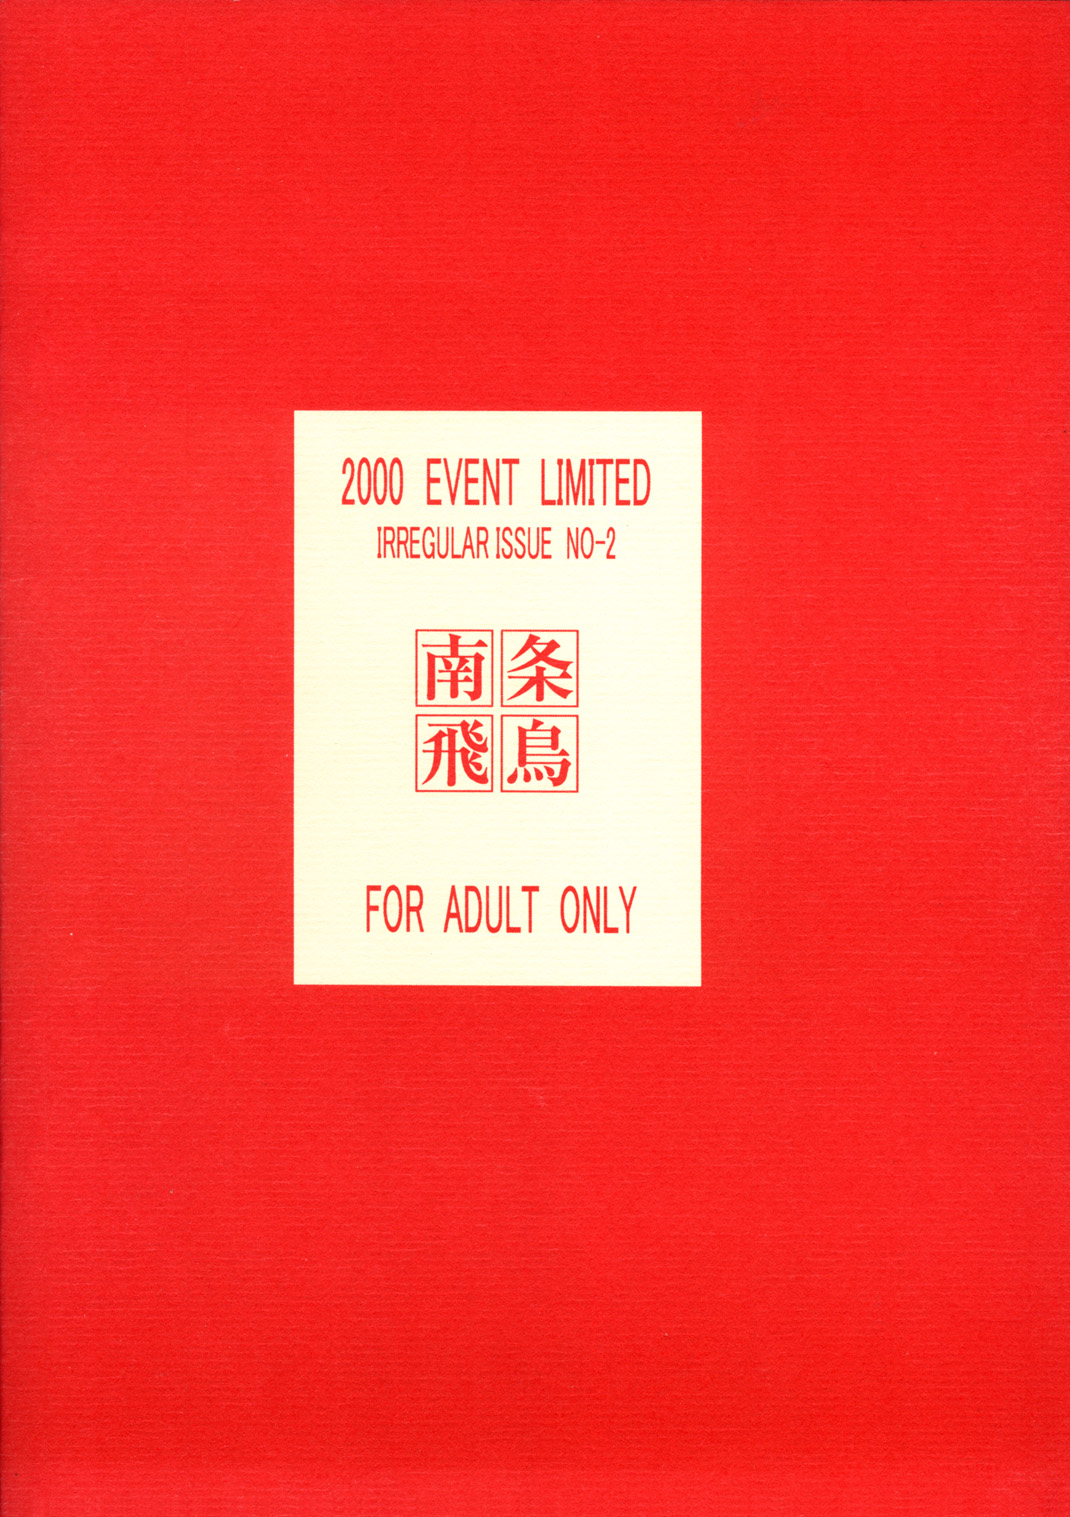 2000 EVENT LIMITED
IRREGULAR ISSUE NO-2
南条
飛鳥
FOR ADULT ONLY